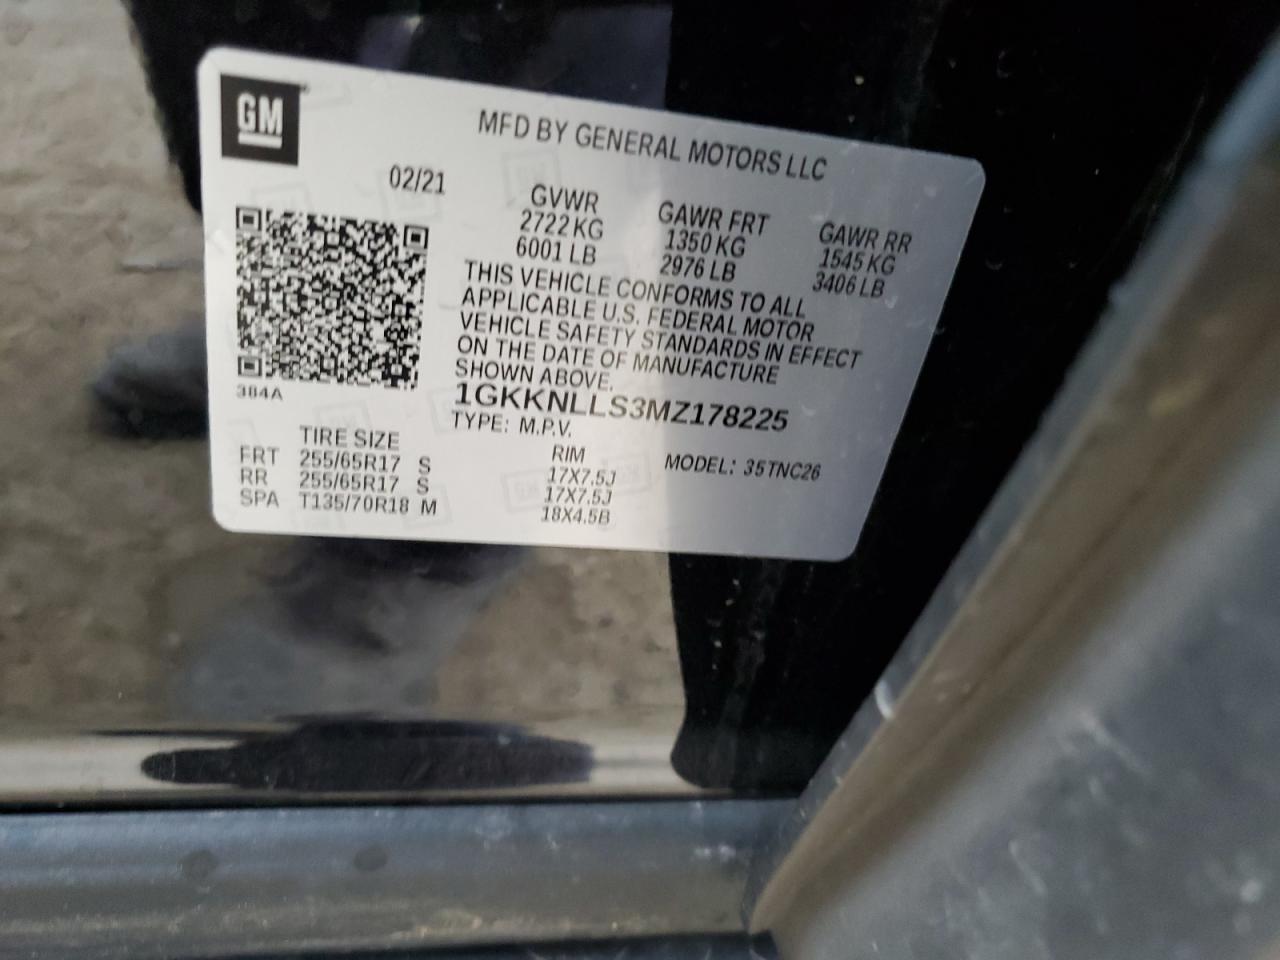 GM
MFD BY GENERAL MOTORS LLC
02/21
GVWR GAWR FRT GAWR RR
2722 KG 1350 KG 1545 KG
6001 LB 2976 LB 3406 LB
THIS VEHICLE CONFORMS TO ALL
APPLICABLE U.S. FEDERAL MOTOR
VEHICLE SAFETY STANDARDS IN EFFECT
ON THE DATE OF MANUFACTURE
SHOWN ABOVE.
384A
1GKKNLLS3MZ178225
TYPE: M.P.V.
TIRE SIZE RIM MODEL: 35TNC26
FRT 255/65R17 S 17X7.5J
RR 255/65R17 S 17X7.5J
SPA T135/70R18 M 18X4.5B